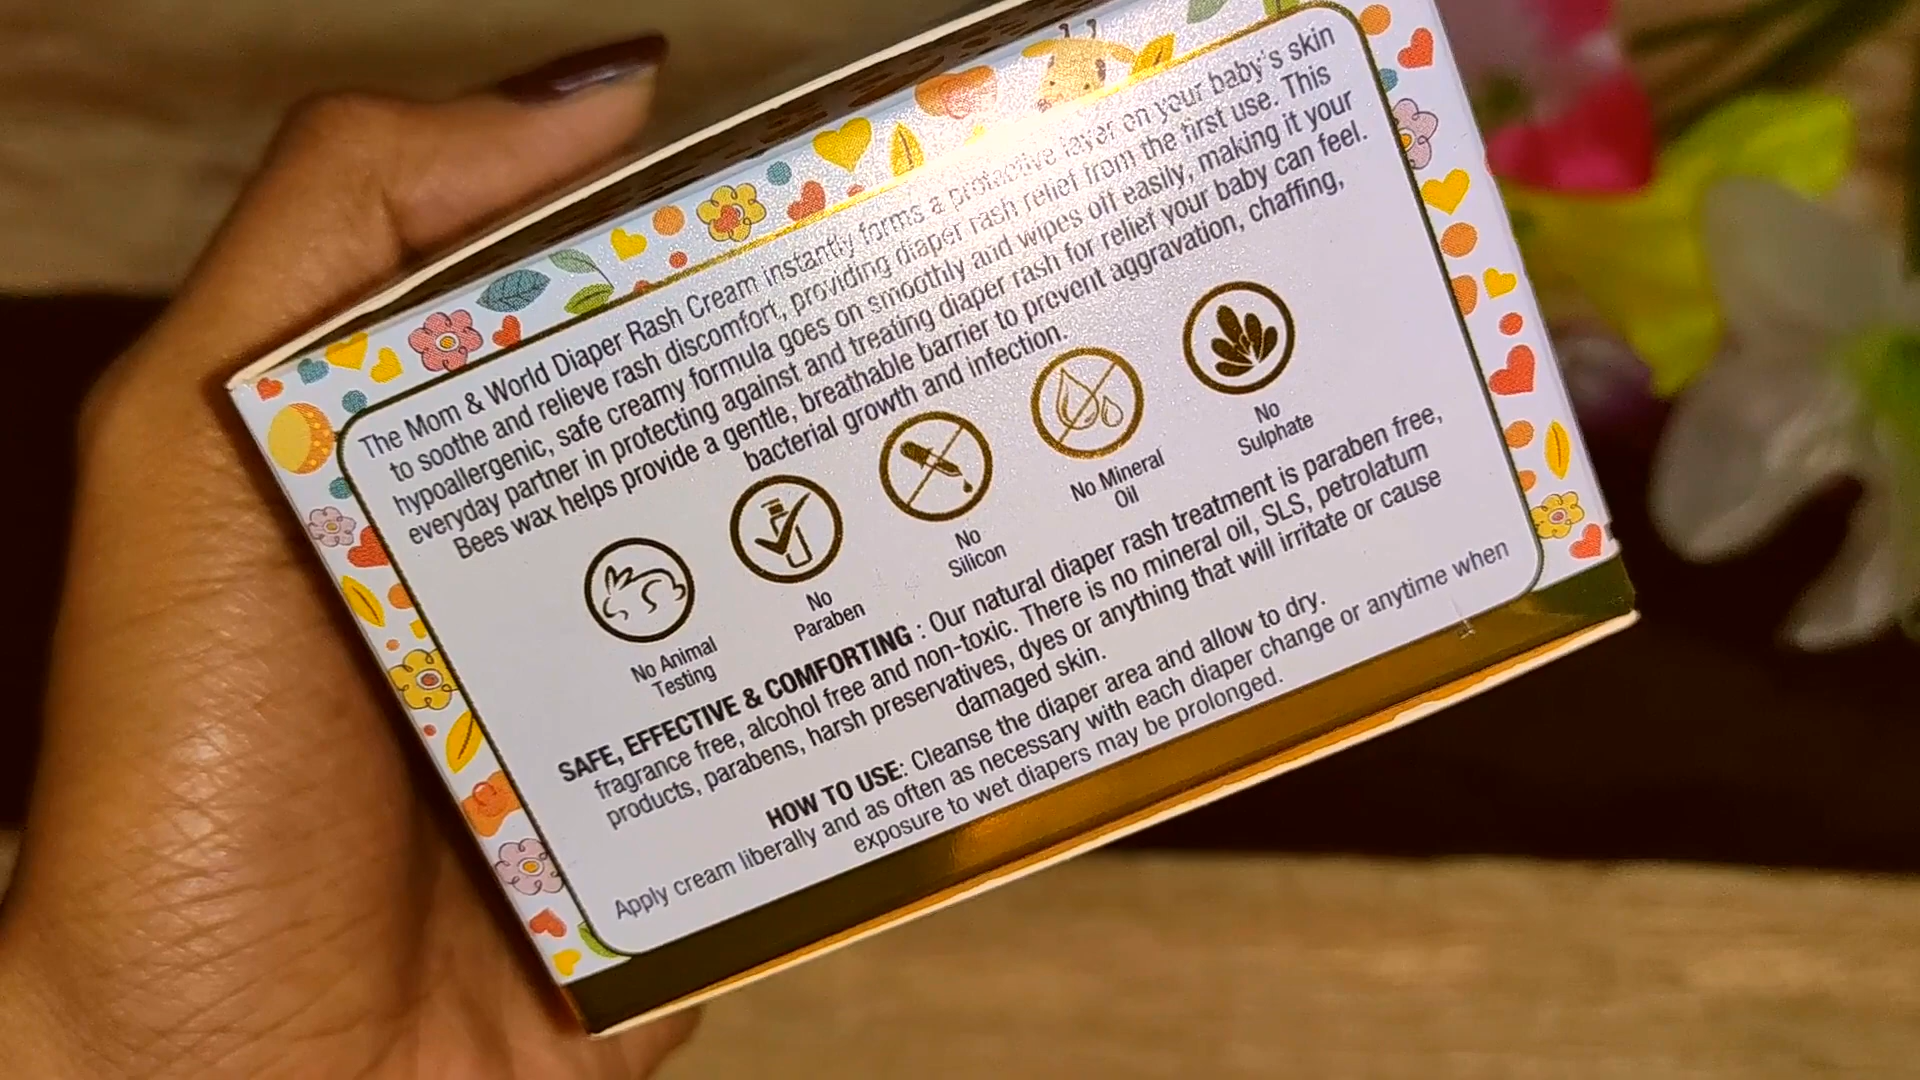 The Mom & World Diaper Rash Cream instantly forms a protactive layer on your baby's skin
to soothe and relieve rash discomfort, providing diaper rash relief from the first use. This
hypoallergenic, safe creamy formula goes on smoothly and wipes off easily, making it your
everyday partner in protecting against and treating diaper rash for relief your baby can feel.
Bees wax helps provide a gentle, breathable barrier to prevent aggravation, chaffing,
bacterial growth and infection.
No Animal
Testing
No
Paraben
No
Silicon
No Mineral
Oil
No
Sulphate
SAFE, EFFECTIVE & COMFORTING : Our natural diaper rash treatment is paraben free,
fragrance free, alcohol free and non-toxic. There is no mineral oil, SLS, petrolatum
products, parabens, harsh preservatives, dyes or anything that will irritate or cause
damaged skin.
HOW TO USE: Cleanse the diaper area and allow to dry.
Apply cream liberally and as often as necessary with each diaper change or anytime when
exposure to wet diapers may be prolonged.